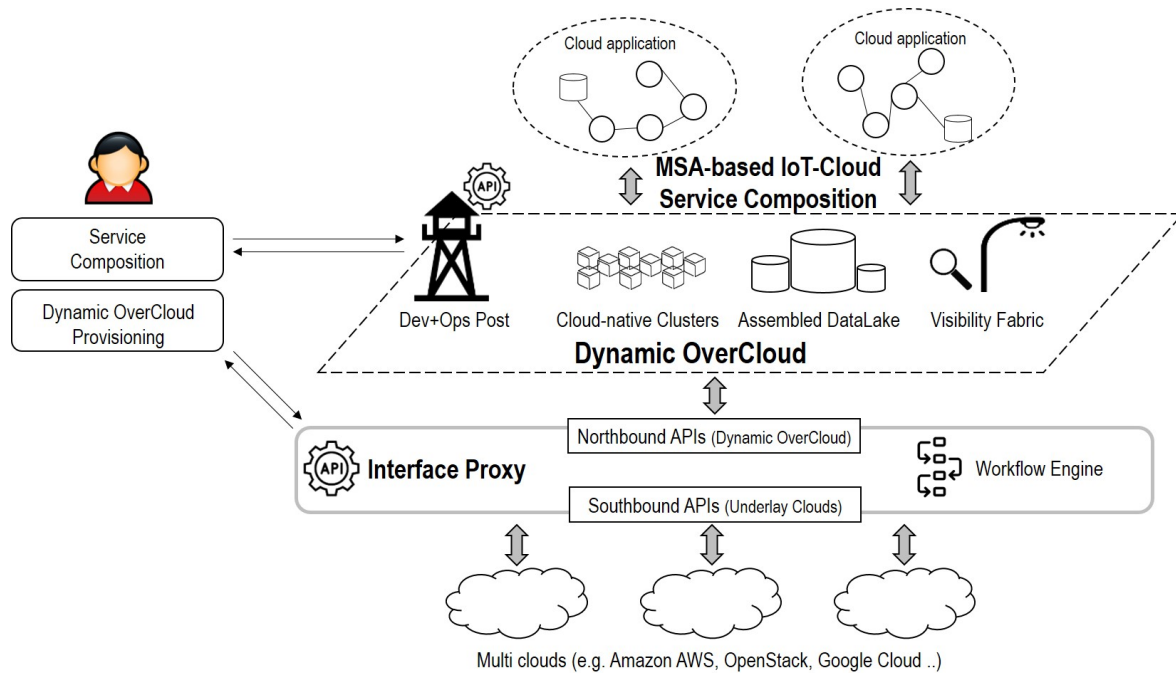 Cloud application
Cloud application
MSA-based IoT-Cloud
Service Composition
API
Service
Composition
Dynamic OverCloud
Provisioning
Dev+Ops Post
Cloud-native Clusters
Assembled DataLake
Visibility Fabric
Dynamic OverCloud
Northbound APIs (Dynamic OverCloud)
API
Interface Proxy
Workflow Engine
Southbound APIs (Underlay Clouds)
Multi clouds (e.g. Amazon AWS, OpenStack, Google Cloud ..)